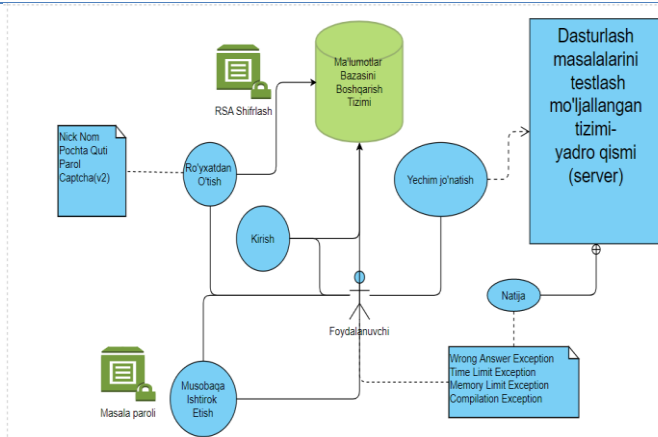 Nick Nom
Pochta Quti
Parol
Captcha(v2)
RSA Shifrlash
Ma'lumotlar
Bazasini
Boshqarish
Tizimi
Dasturlash
masalalarini
testlash
mo'ljallangan
tizimi-
yadro qismi
(server)
Ro'yxatdan
O'tish
Yechim jo'natish
Kirish
Foydalanuvchi
Natija
Masala paroli
Musobaqa
Ishtirok
Etish
Wrong Answer Exception
Time Limit Exception
Memory Limit Exception
Compilation Exception